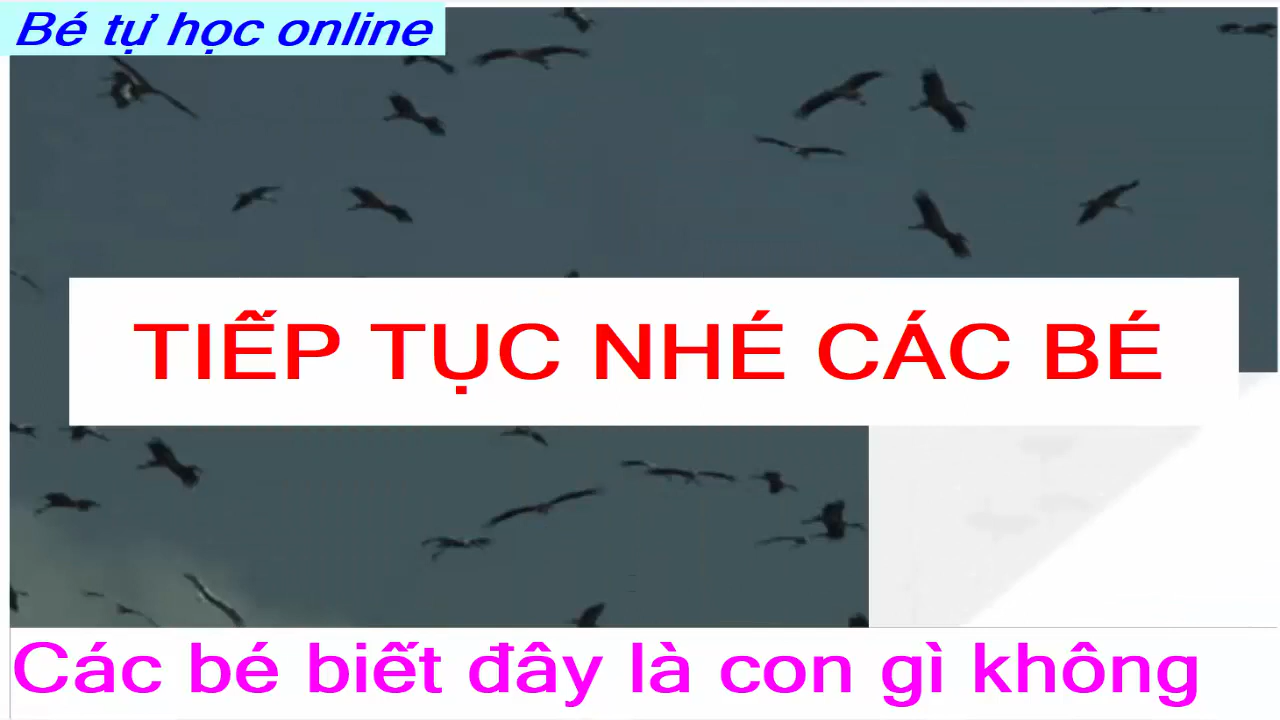 Bé tự học online
TIẾP TỤC NHÉ CÁC BÉ
Các bé biết đây là con gì không